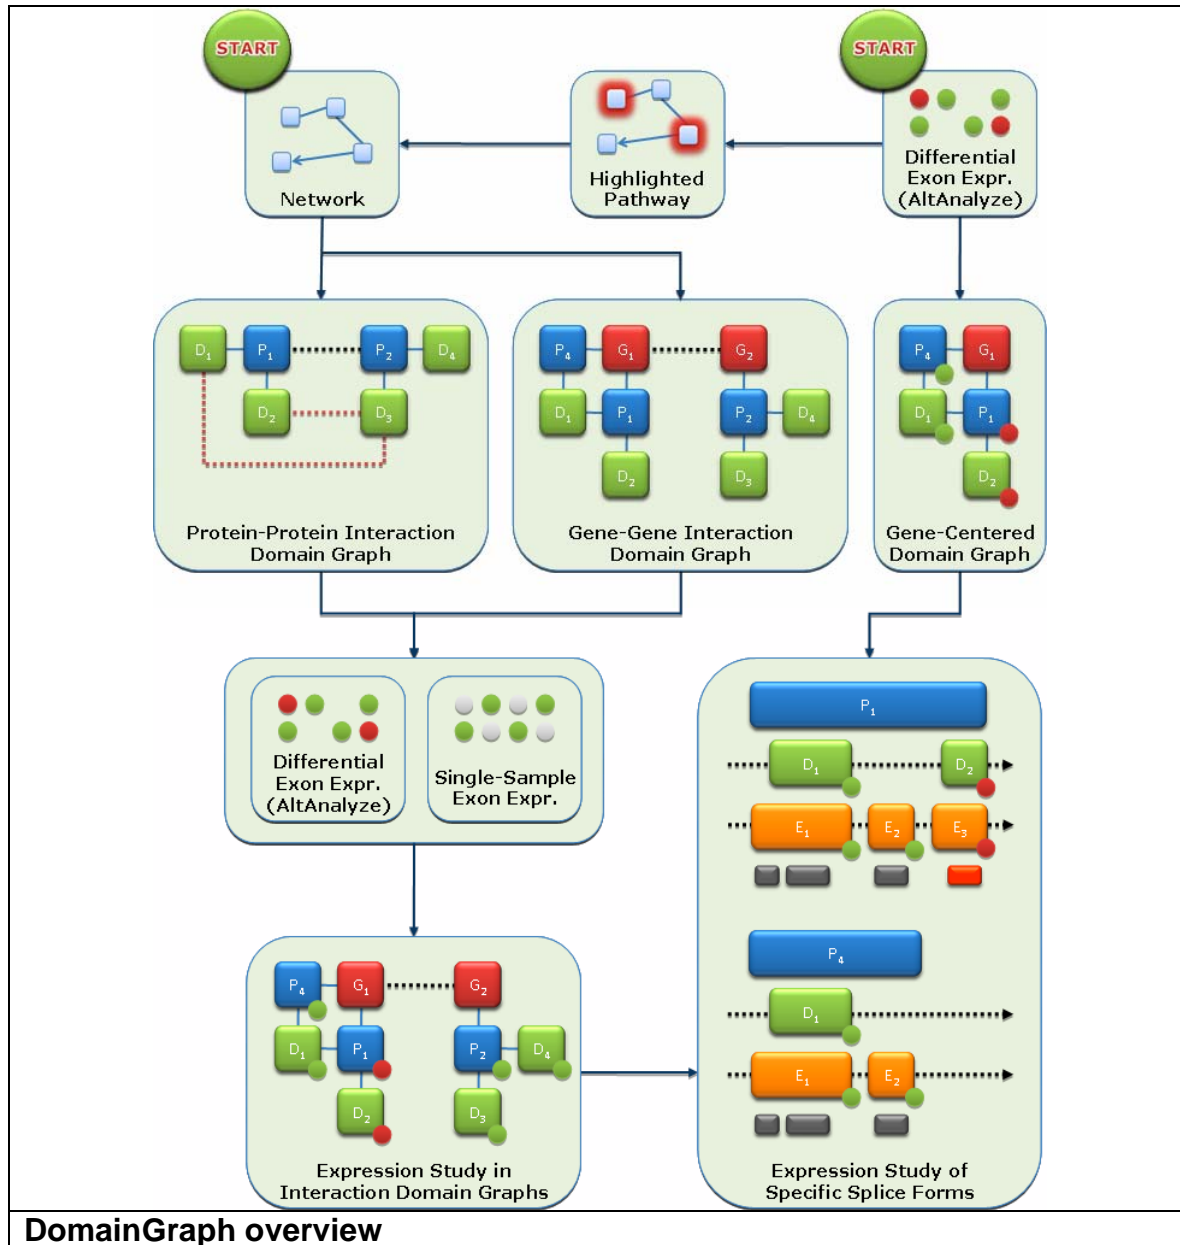 START
START
Network
Highlighted
Pathway
Differential
Exon Expr.
(AltAnalyze)
D1 P1 P2 D4
D2 D3
Protein-Protein Interaction
Domain Graph
P4 G1 G2
D1 P1 P2 D4
D2 D3
Gene-Gene Interaction
Domain Graph
P4 G1
D1 P1
D2
Gene-Centered
Domain Graph
Differential
Exon Expr.
(AltAnalyze)
Single-Sample
Exon Expr.
P4 G1 G2
D1 P1 P2 D4
D2 D3
Expression Study in
Interaction Domain Graphs
P1
D1 D2
E1 E2 E3
P4
D1
E1 E2
Expression Study of
Specific Splice Forms
DomainGraph overview